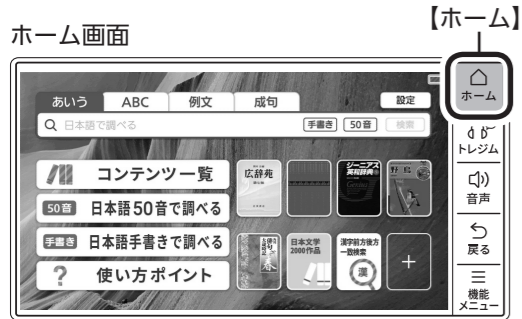 【ホーム】
ホーム画面
あいう ABC 例文 成句 設定
日本語で調べる 手書き 50音 検索
コンテンツ一覧
50音 日本語50音で調べる
手書き 日本語手書きで調べる
? 使い方ポイント
広辞苑
ジーニアス
英和辞典
野鳥
春
日本文学
2000作品
漢字前方後方
一致検索
漢
+
ホーム
トレジム
音声
戻る
機能
メニュー